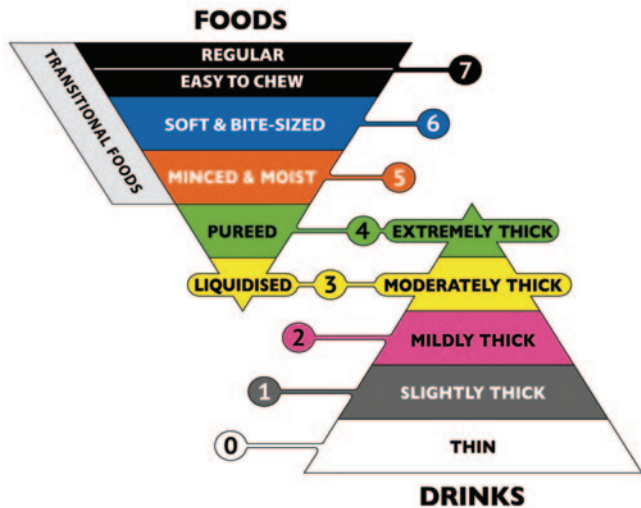 FOODS
REGULAR
7
EASY TO CHEW
TRANSITIONAL FOODS
SOFT & BITE-SIZED
6
MINCED & MOIST
5
PUREED
4
EXTREMELY THICK
LIQUIDISED
3
MODERATELY THICK
2
MILDLY THICK
1
SLIGHTLY THICK
0
THIN
DRINKS